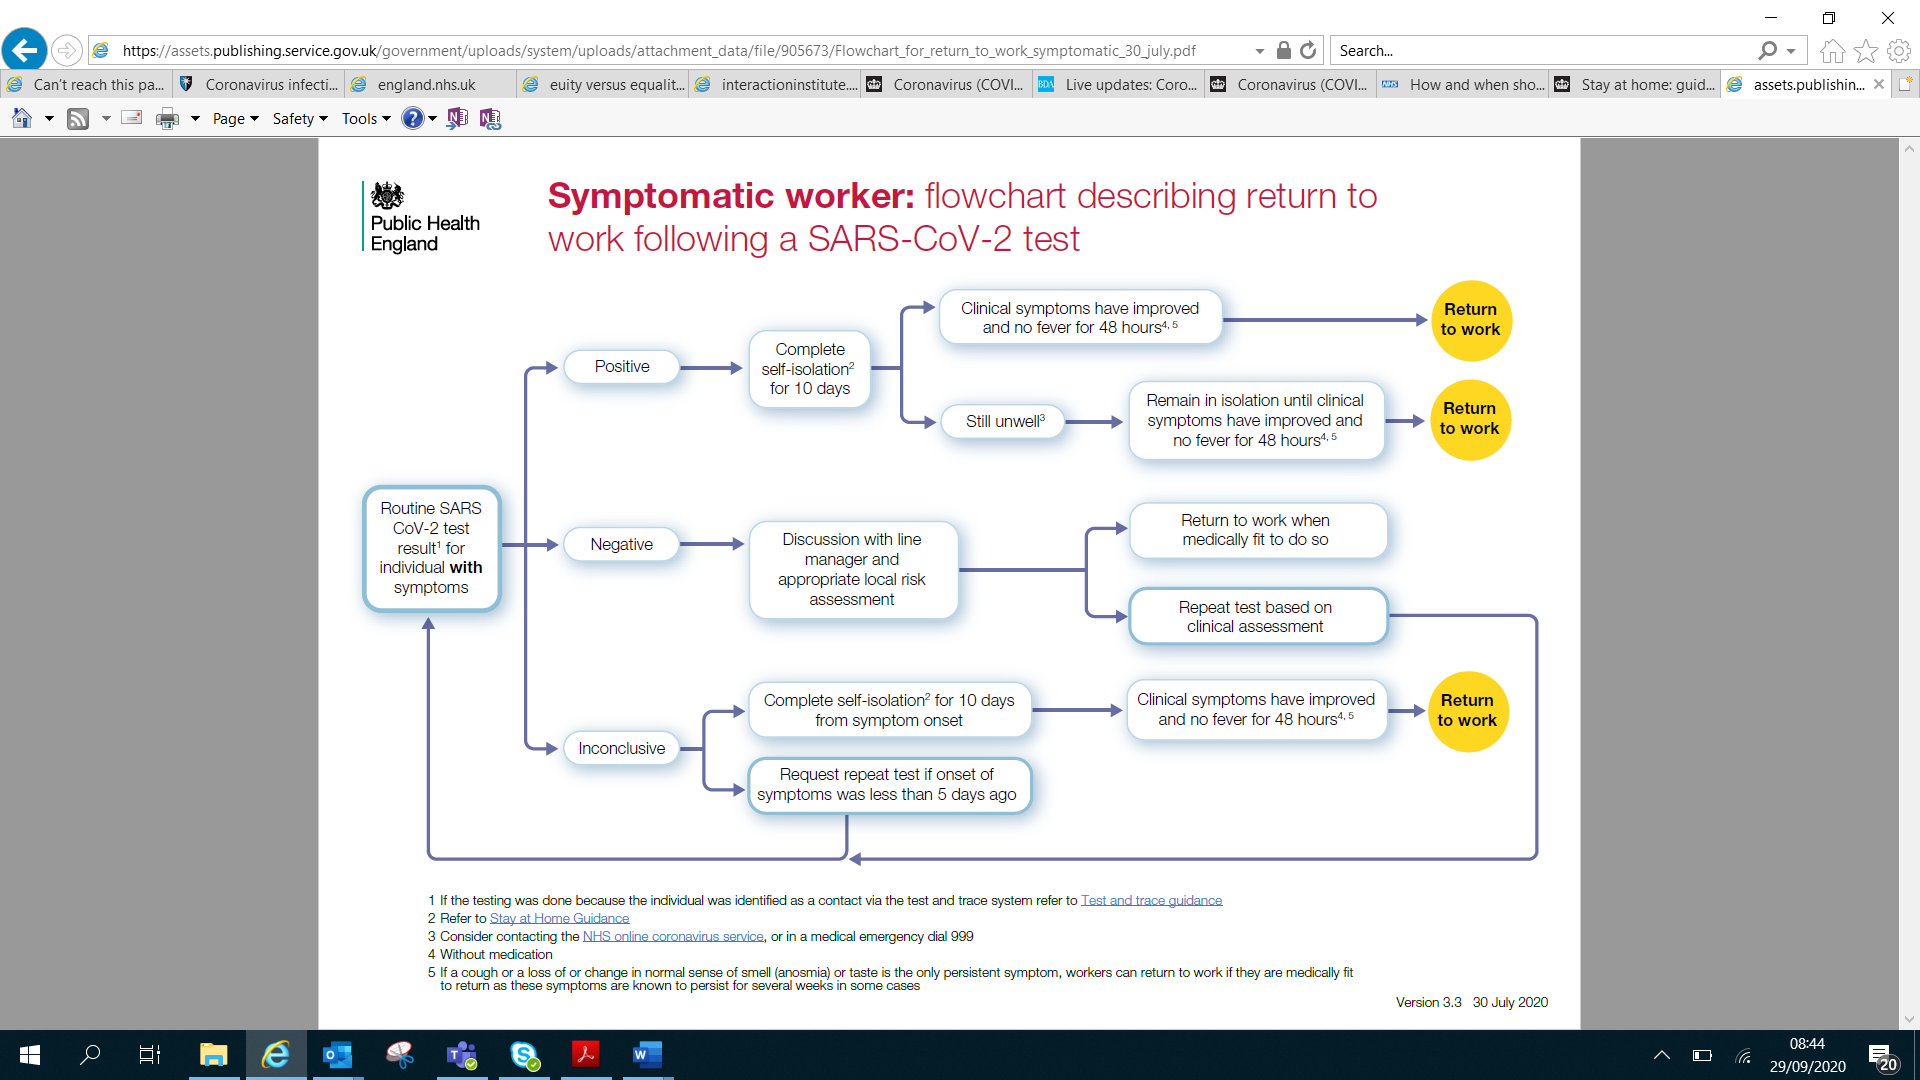 https://assets.publishing.service.gov.uk/government/uploads/system/uploads/attachment_data/file/905673/Flowchart_for_return_to_work_symptomatic_30_july.pdf
Search...
Can't reach this pa...
Coronavirus infecti...
england.nhs.uk
euity versus equalit...
interactioninstitute....
Coronavirus (COVI...
BDA
Live updates: Coro...
Coronavirus (COVI...
NHS
How and when sho...
Stay at home: guid...
assets.publishin...
Page
Safety
Tools
Public Health
England
Symptomatic worker: flowchart describing return to
work following a SARS-CoV-2 test
Routine SARS
CoV-2 test
result1 for
individual with
symptoms
Positive
Complete
self-isolation2
for 10 days
Clinical symptoms have improved
and no fever for 48 hours4, 5
Return
to work
Still unwell3
Remain in isolation until clinical
symptoms have improved and
no fever for 48 hours4, 5
Return
to work
Negative
Discussion with line
manager and
appropriate local risk
assessment
Return to work when
medically fit to do so
Repeat test based on
clinical assessment
Inconclusive
Complete self-isolation2 for 10 days
from symptom onset
Clinical symptoms have improved
and no fever for 48 hours4, 5
Return
to work
Request repeat test if onset of
symptoms was less than 5 days ago
1 If the testing was done because the individual was identified as a contact via the test and trace system refer to Test and trace guidance
2 Refer to Stay at Home Guidance
3 Consider contacting the NHS online coronavirus service, or in a medical emergency dial 999
4 Without medication
5 If a cough or a loss of or change in normal sense of smell (anosmia) or taste is the only persistent symptom, workers can return to work if they are medically fit
to return as these symptoms are known to persist for several weeks in some cases
Version 3.3 30 July 2020
08:44
29/09/2020
20